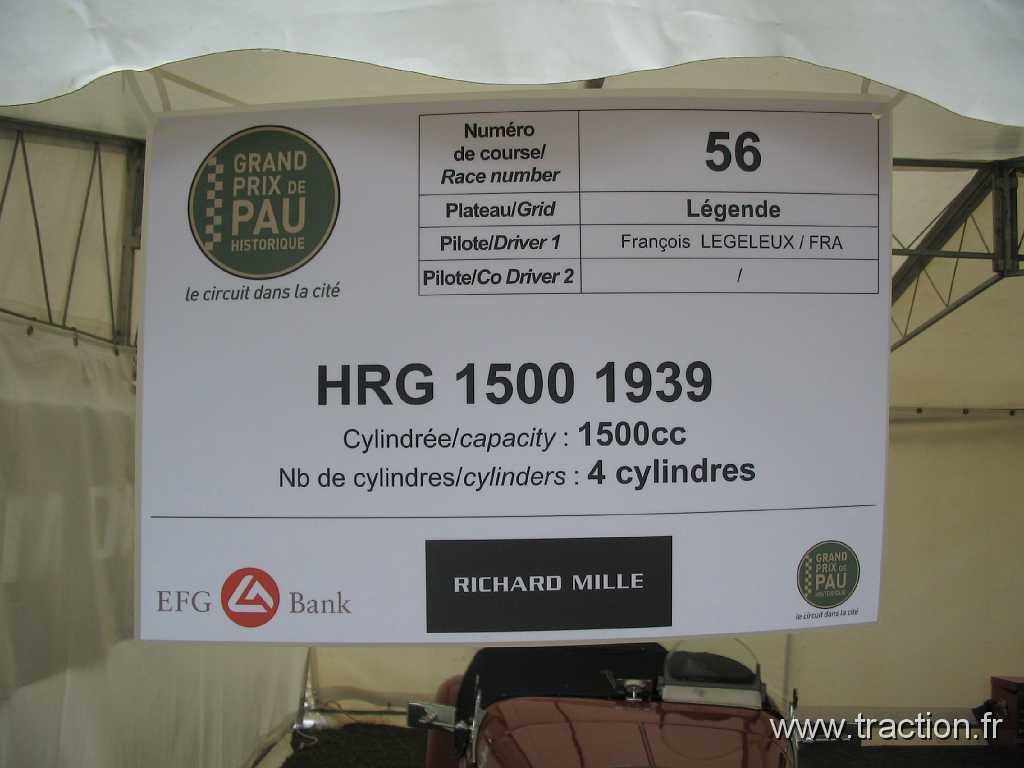 GRAND
PRIX DE
PAU
HISTORIQUE
le circuit dans la cité
Numéro
de course/
Race number
56
Plateau/Grid
Légende
Pilote/Driver 1
François LEGELEUX / FRA
Pilote/Co Driver 2
/
HRG 1500 1939
Cylindrée/capacity : 1500cc
Nb de cylindres/cylinders : 4 cylindres
EFG Bank
RICHARD MILLE
GRAND
PRIX DE
PAU
HISTORIQUE
le circuit dans la cité
www.traction.fr